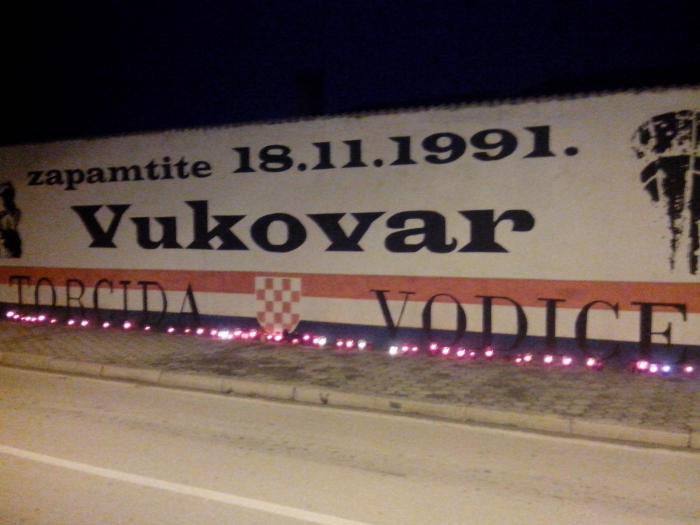 zapamtite 18.11.1991.
Vukovar
TORCIDA VODICE